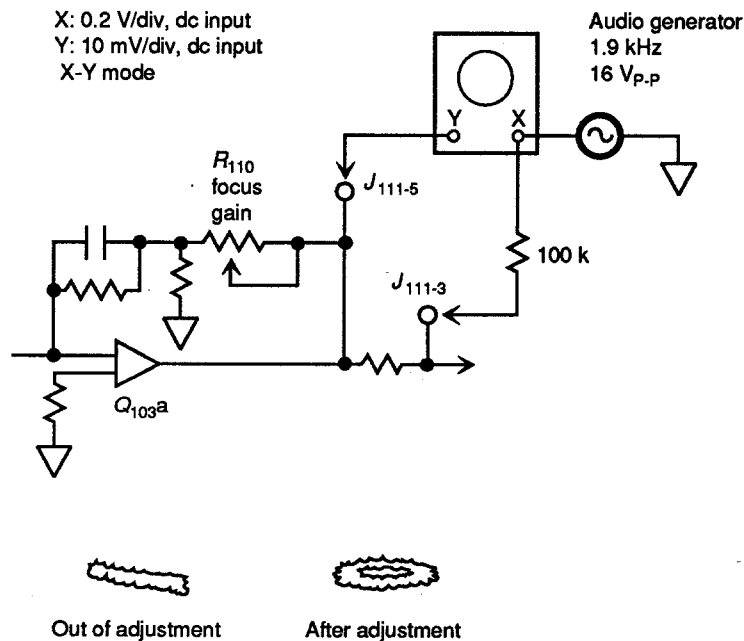 X: 0.2 V/div, dc input
Y: 10 mV/div, dc input
X-Y mode
Audio generator
1.9 kHz
16 VP-P
Y
X
R110
focus
gain
J111-5
100 k
J111-3
Q103a
Out of adjustment
After adjustment